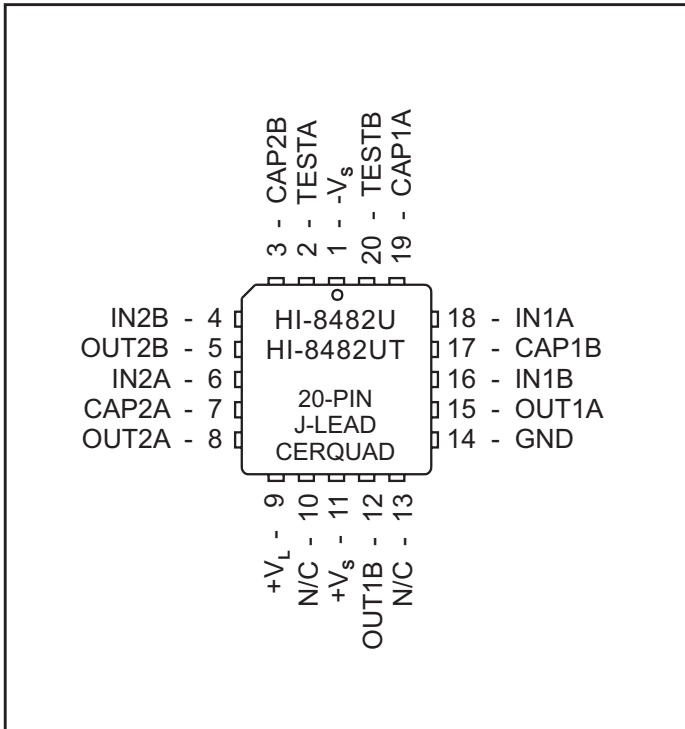 3 - CAP2B
2 - TESTA
1 - -VS
20 - TESTB
19 - CAP1A
IN2B - 4
OUT2B - 5
IN2A - 6
CAP2A - 7
OUT2A - 8
HI-8482U
HI-8482UT
20-PIN
J-LEAD
CERQUAD
18 - IN1A
17 - CAP1B
16 - IN1B
15 - OUT1A
14 - GND
+VL - 9
N/C - 10
+VS - 11
OUT1B - 12
N/C - 13